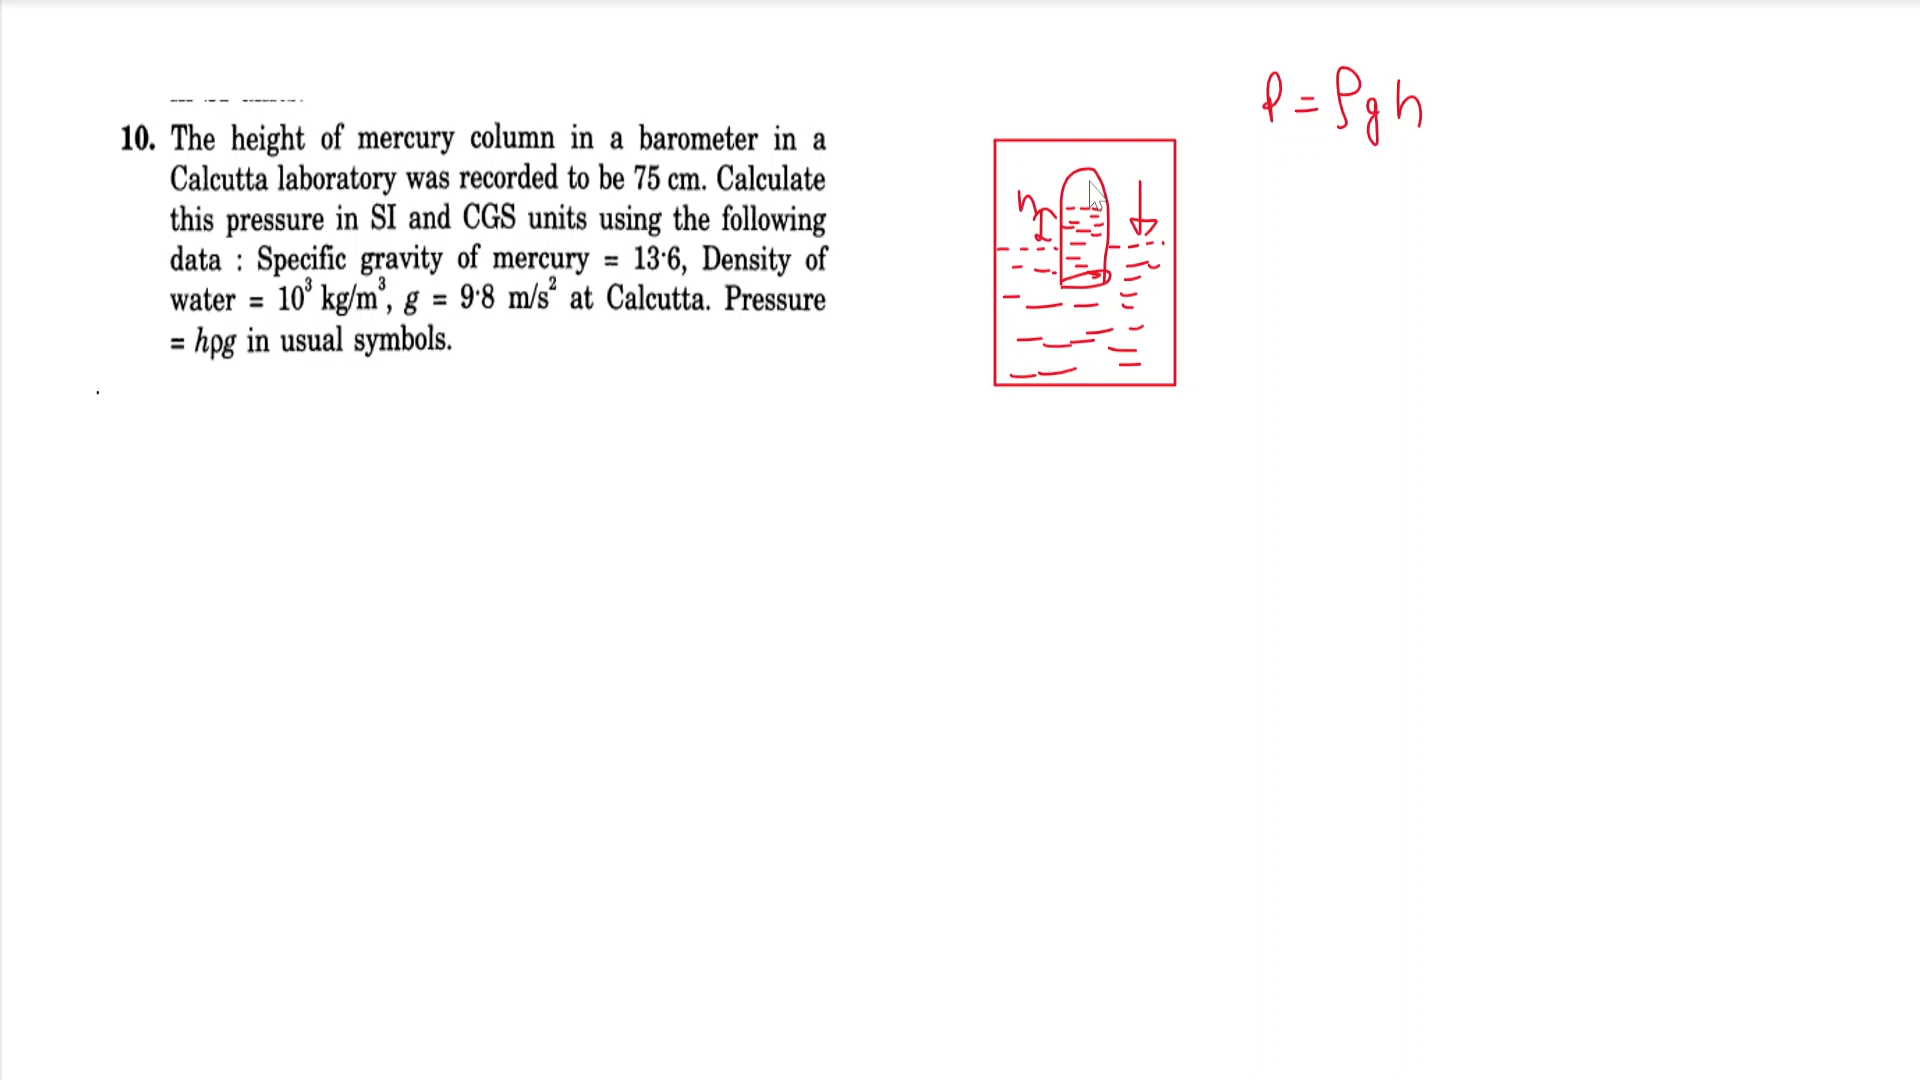 10. The height of mercury column in a barometer in a
Calcutta laboratory was recorded to be 75 cm. Calculate
this pressure in SI and CGS units using the following
data : Specific gravity of mercury = 13·6, Density of
water = 10³ kg/m³, g = 9·8 m/s² at Calcutta. Pressure
= hρg in usual symbols.
P = ρgh
h